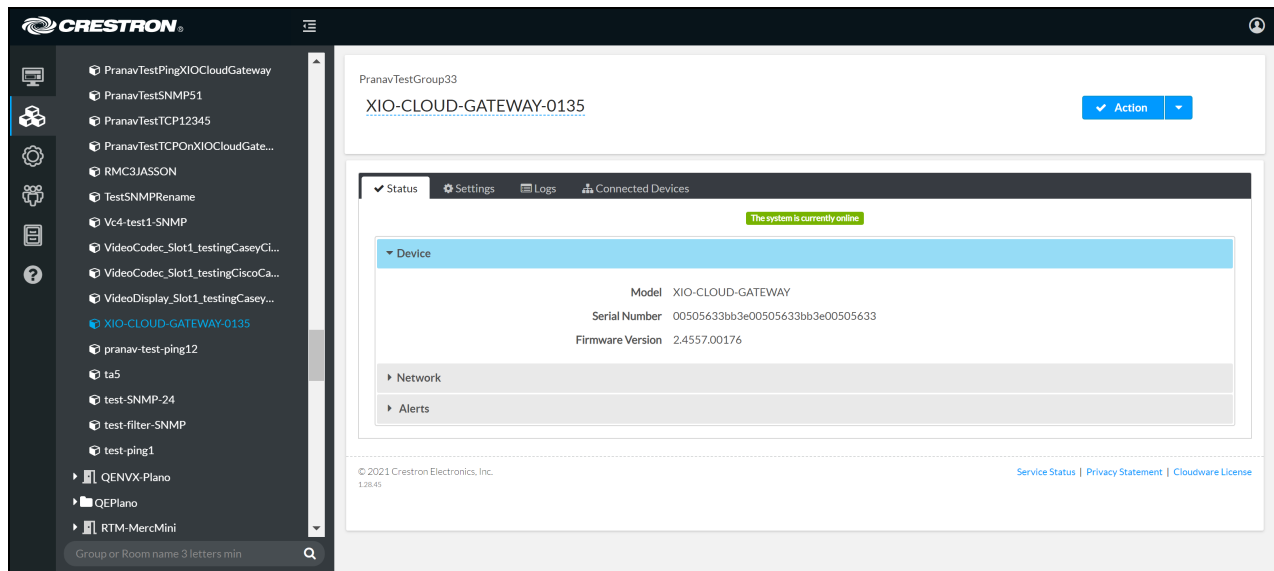 CRESTRON®
PranavTestPingXIOCloudGateway
PranavTestSNMP51
PranavTestTCP12345
PranavTestTCPOnXIOCloudGate...
RMC3JASSON
TestSNMPRename
Vc4-test1-SNMP
VideoCodec_Slot1_testingCaseyCi...
VideoCodec_Slot1_testingCiscoCa...
VideoDisplay_Slot1_testingCasey...
XIO-CLOUD-GATEWAY-0135
pranav-test-ping12
ta5
test-SNMP-24
test-filter-SNMP
test-ping1
QENVX-Plano
QEPlano
RTM-MercMini
Group or Room name 3 letters min
PranavTestGroup33
XIO-CLOUD-GATEWAY-0135
Action
Status Settings Logs Connected Devices
The system is currently online
Device
Model XIO-CLOUD-GATEWAY
Serial Number 00505633bb3e00505633bb3e00505633
Firmware Version 2.4557.00176
Network
Alerts
© 2021 Crestron Electronics, Inc.
1.28.45
Service Status | Privacy Statement | Cloudware License